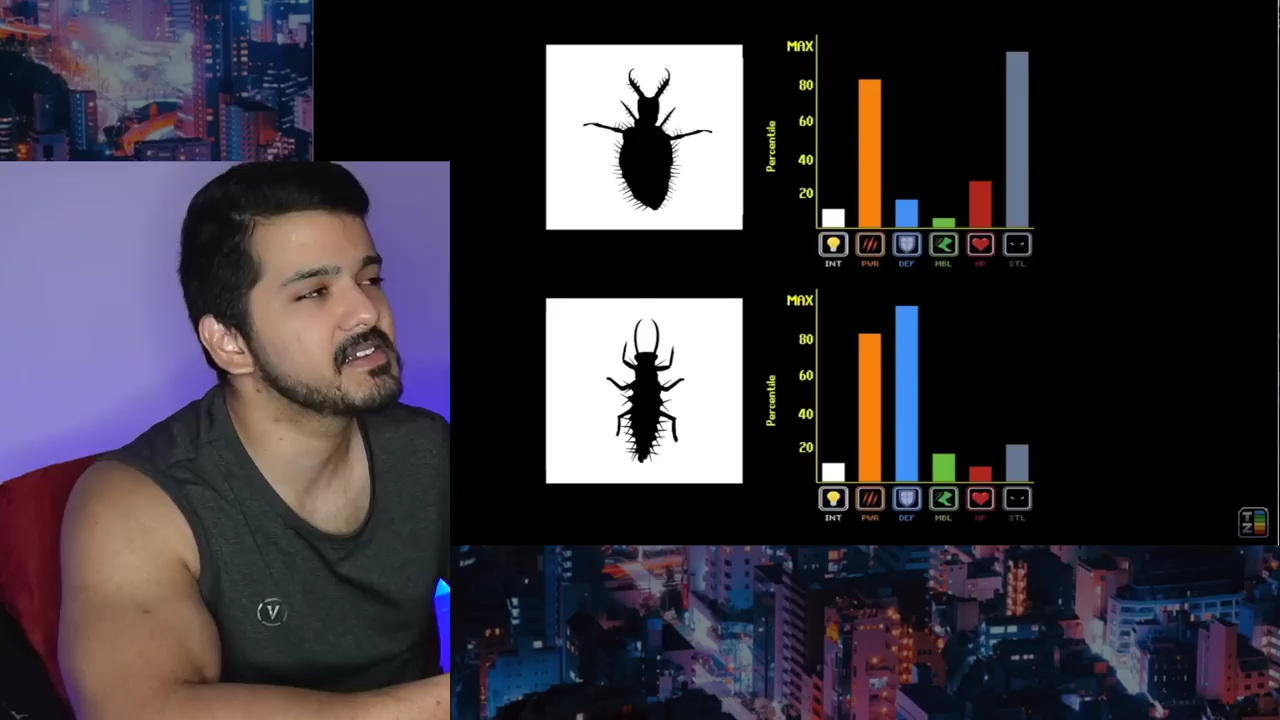 MAX
80
60
40
20
Percentile
INT PWR DEF MBL HP STL
MAX
80
60
40
20
Percentile
INT PWR DEF MBL HP STL
TZ
V